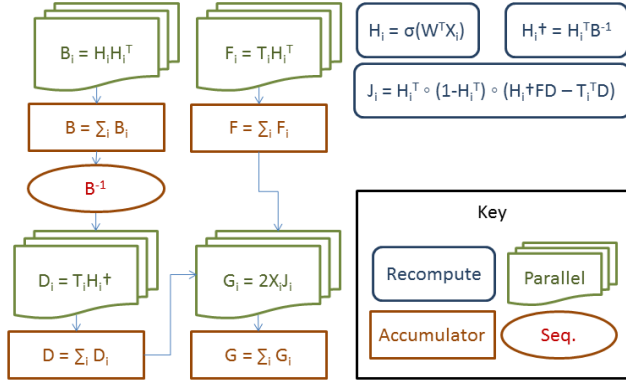 Bᵢ = HᵢHᵢᵀ
Fᵢ = TᵢHᵢᵀ
Hᵢ = σ(WᵀXᵢ)
Hᵢ† = HᵢᵀB⁻¹
Jᵢ = Hᵢᵀ ∘ (1-Hᵢᵀ) ∘ (Hᵢ†FD – TᵢᵀD)
B = ∑ᵢ Bᵢ
F = ∑ᵢ Fᵢ
B⁻¹
Dᵢ = TᵢHᵢ†
Gᵢ = 2XᵢJᵢ
D = ∑ᵢ Dᵢ
G = ∑ᵢ Gᵢ
Key
Recompute
Parallel
Accumulator
Seq.